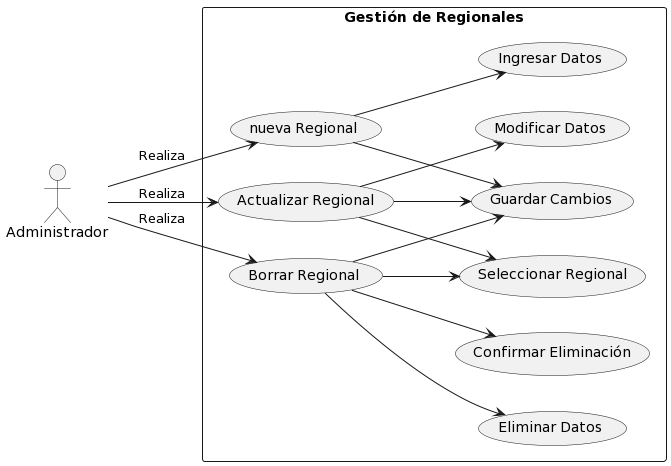 Gestión de Regionales
Ingresar Datos
nueva Regional
Modificar Datos
Realiza
Realiza
Actualizar Regional
Guardar Cambios
Realiza
Administrador
Borrar Regional
Seleccionar Regional
Confirmar Eliminación
Eliminar Datos